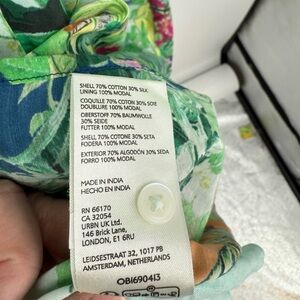 SHELL 70% COTTON 30% SILK
LINING 100% MODAL
COQUILLE 70% COTON 30% SOIE
DOUBLURE 100% MODAL
OBERSTOFF 70% BAUMWOLLE
30% SEIDE
FUTTER 100% MODAL
SHELL 70% COTONE 30% SETA
FODERA 100% MODAL
EXTERIOR 70% ALGODÓN 30% SEDA
FORRO 100% MODAL
MADE IN INDIA
HECHO EN INDIA
RN 66170
CA 32054
URBN UK Ltd.
146 Brick Lane,
LONDON, E1 6RU
LEIDSESTRAAT 32, 1017 PB
AMSTERDAM, NETHERLANDS
OBI690413